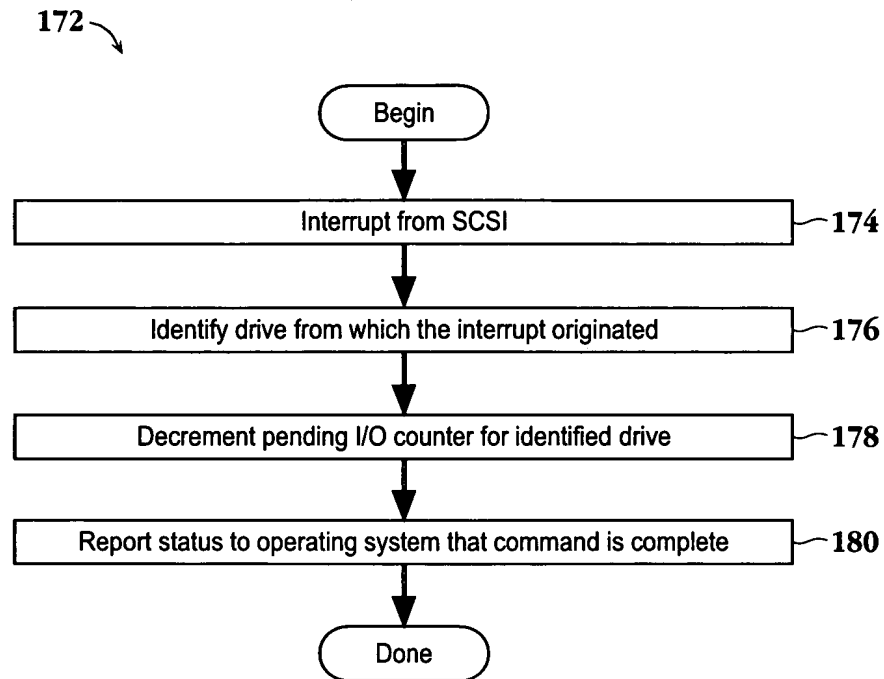 172
Begin
Interrupt from SCSI
174
Identify drive from which the interrupt originated
176
Decrement pending I/O counter for identified drive
178
Report status to operating system that command is complete
180
Done